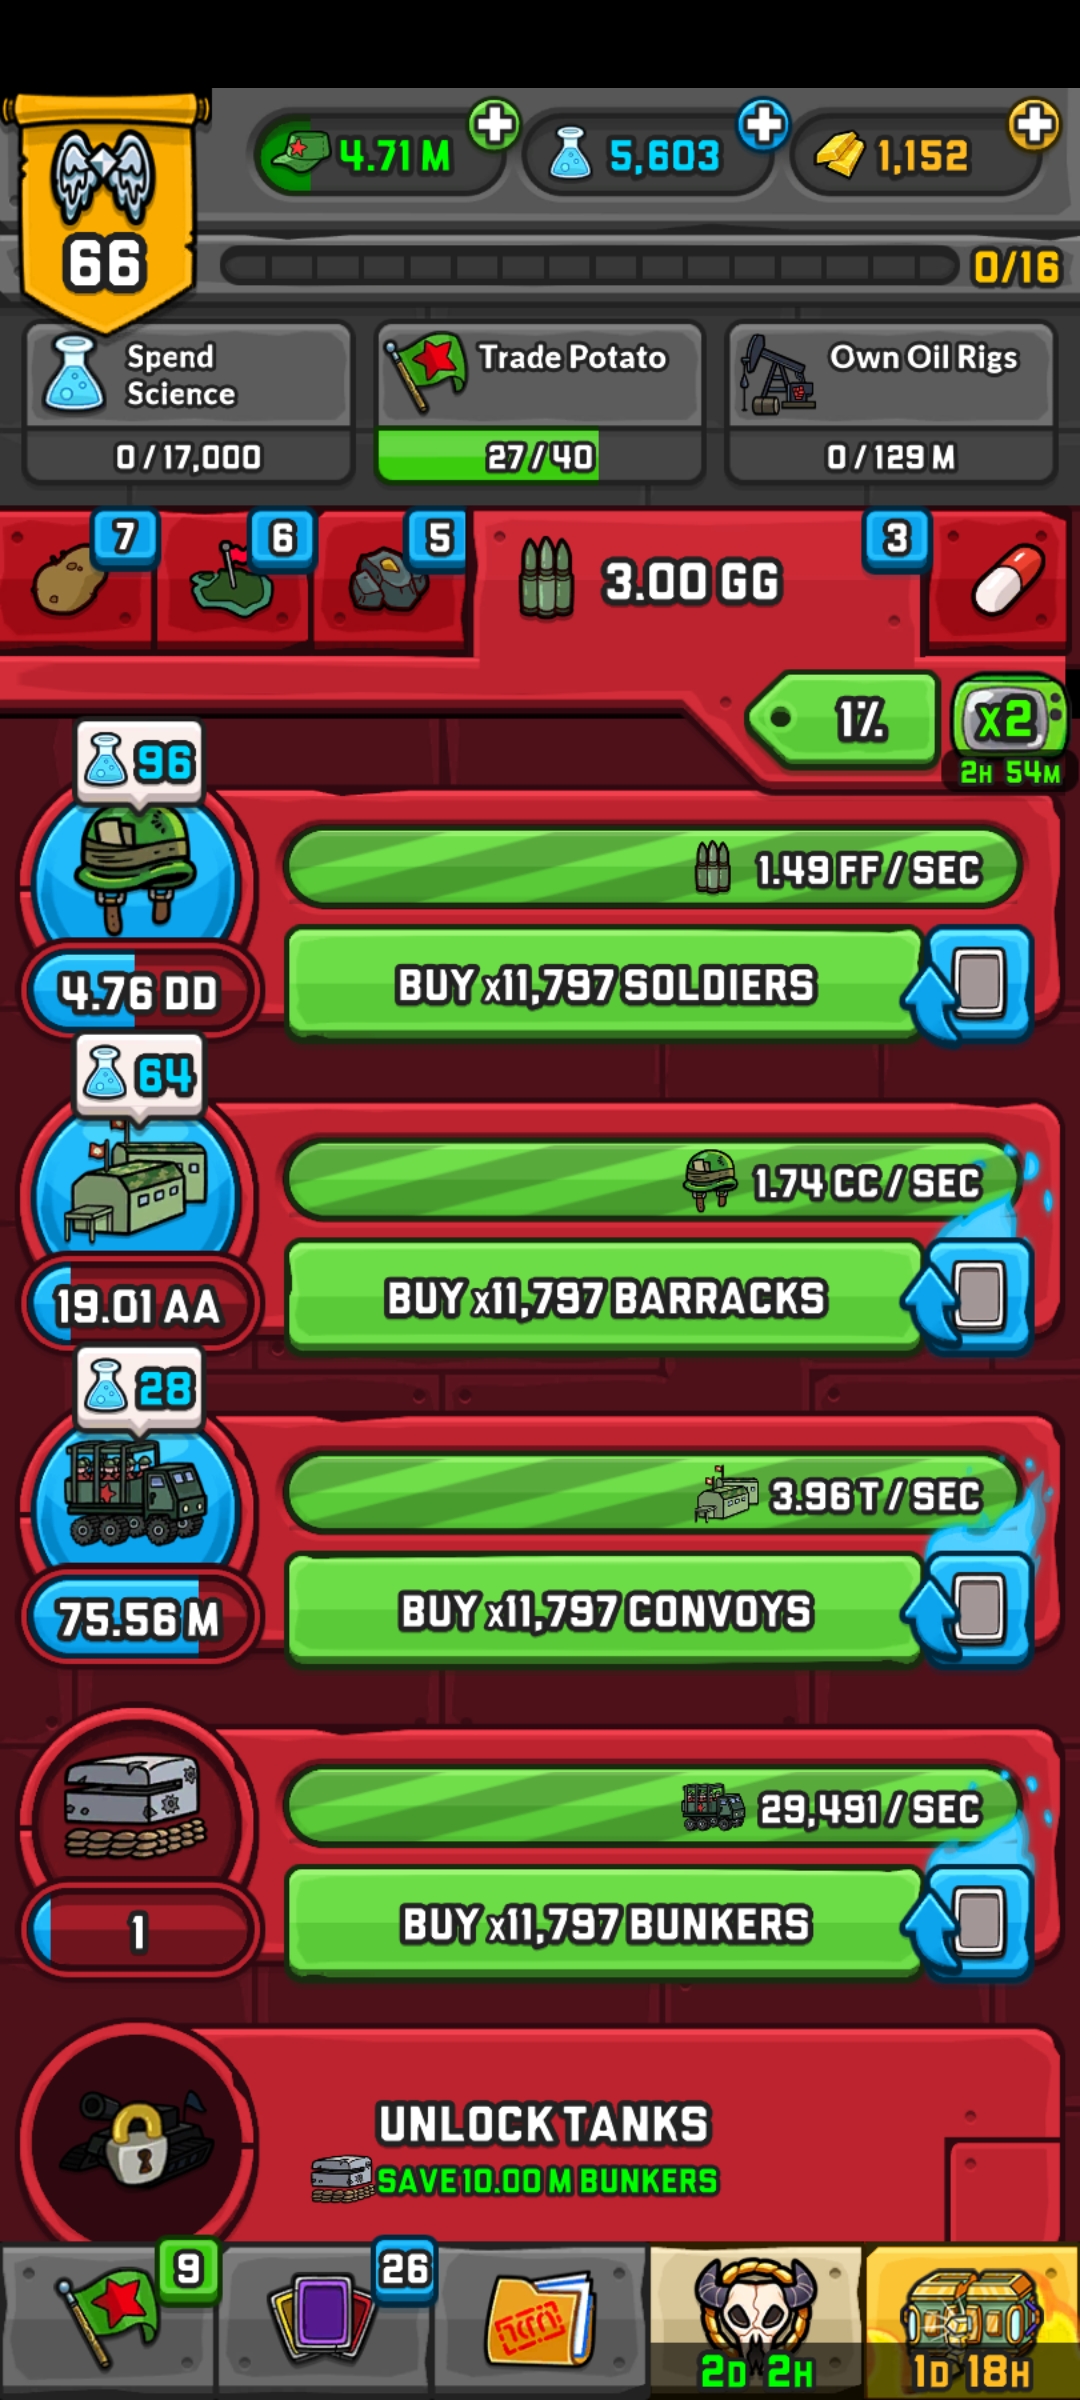 4.71 M
5,603
1,152
66
0/16
Spend
Science
0 / 17,000
Trade Potato
27 / 40
Own Oil Rigs
0 / 129 M
7
6
5
3.00 GG
3
1%
x2
2H 54M
96
1.49 FF / SEC
BUY x11,797 SOLDIERS
4.76 DD
64
1.74 CC / SEC
BUY x11,797 BARRACKS
19.01 AA
28
3.96 T / SEC
BUY x11,797 CONVOYS
75.56 M
29,491 / SEC
BUY x11,797 BUNKERS
1
UNLOCK TANKS
SAVE 10.00 M BUNKERS
9
26
2D 2H
1D 18H